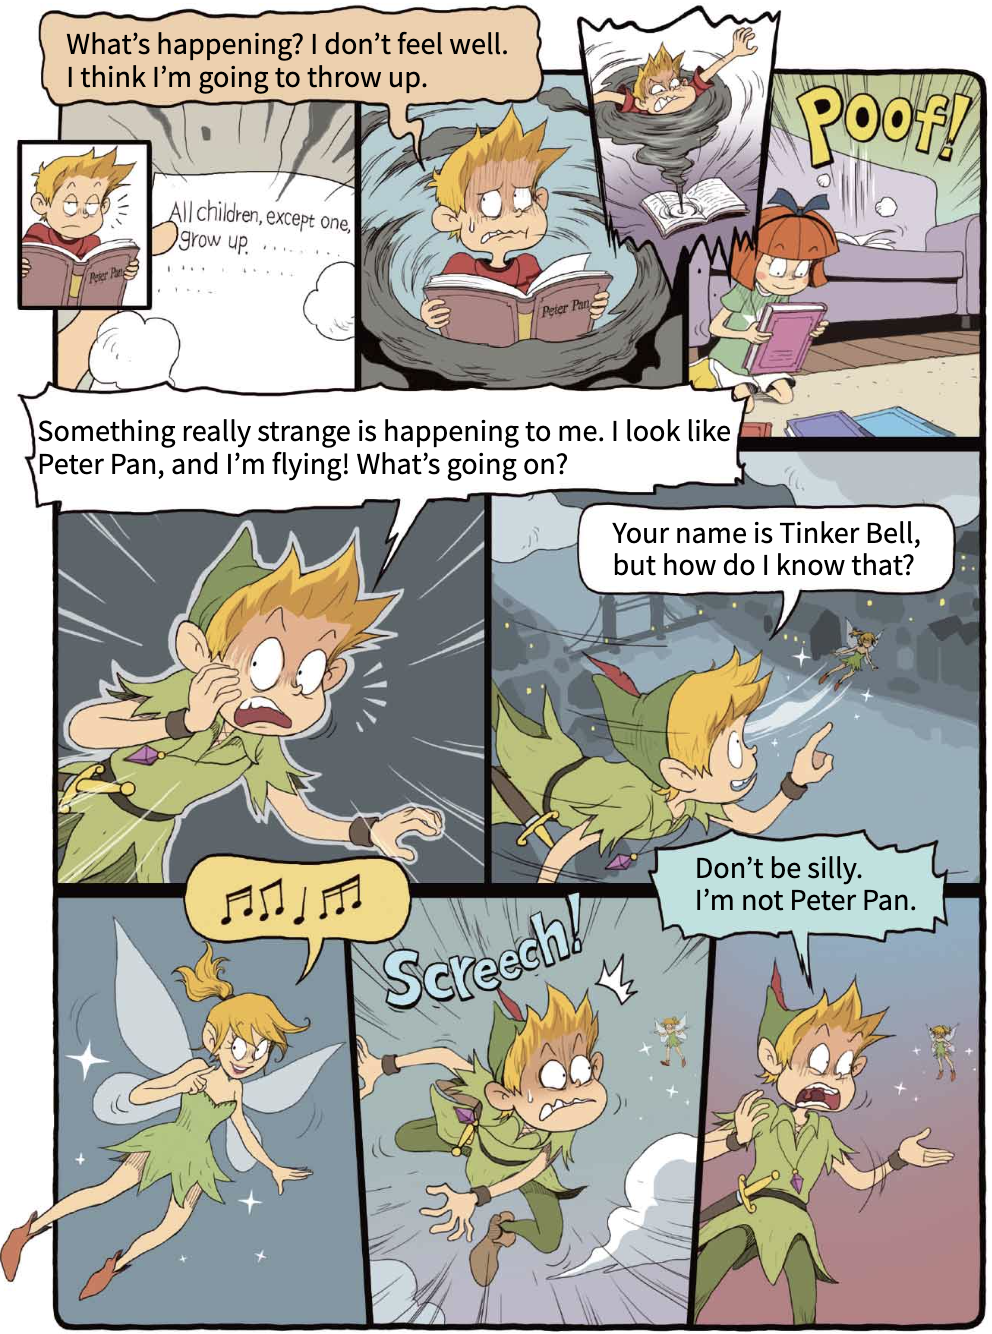 What's happening? I don't feel well.
I think I'm going to throw up.
Peter Pan
All children, except one,
grow up.
Peter Pan
Poof!
Something really strange is happening to me. I look like
Peter Pan, and I'm flying! What's going on?
Your name is Tinker Bell,
but how do I know that?
Screech!
Don't be silly.
I'm not Peter Pan.